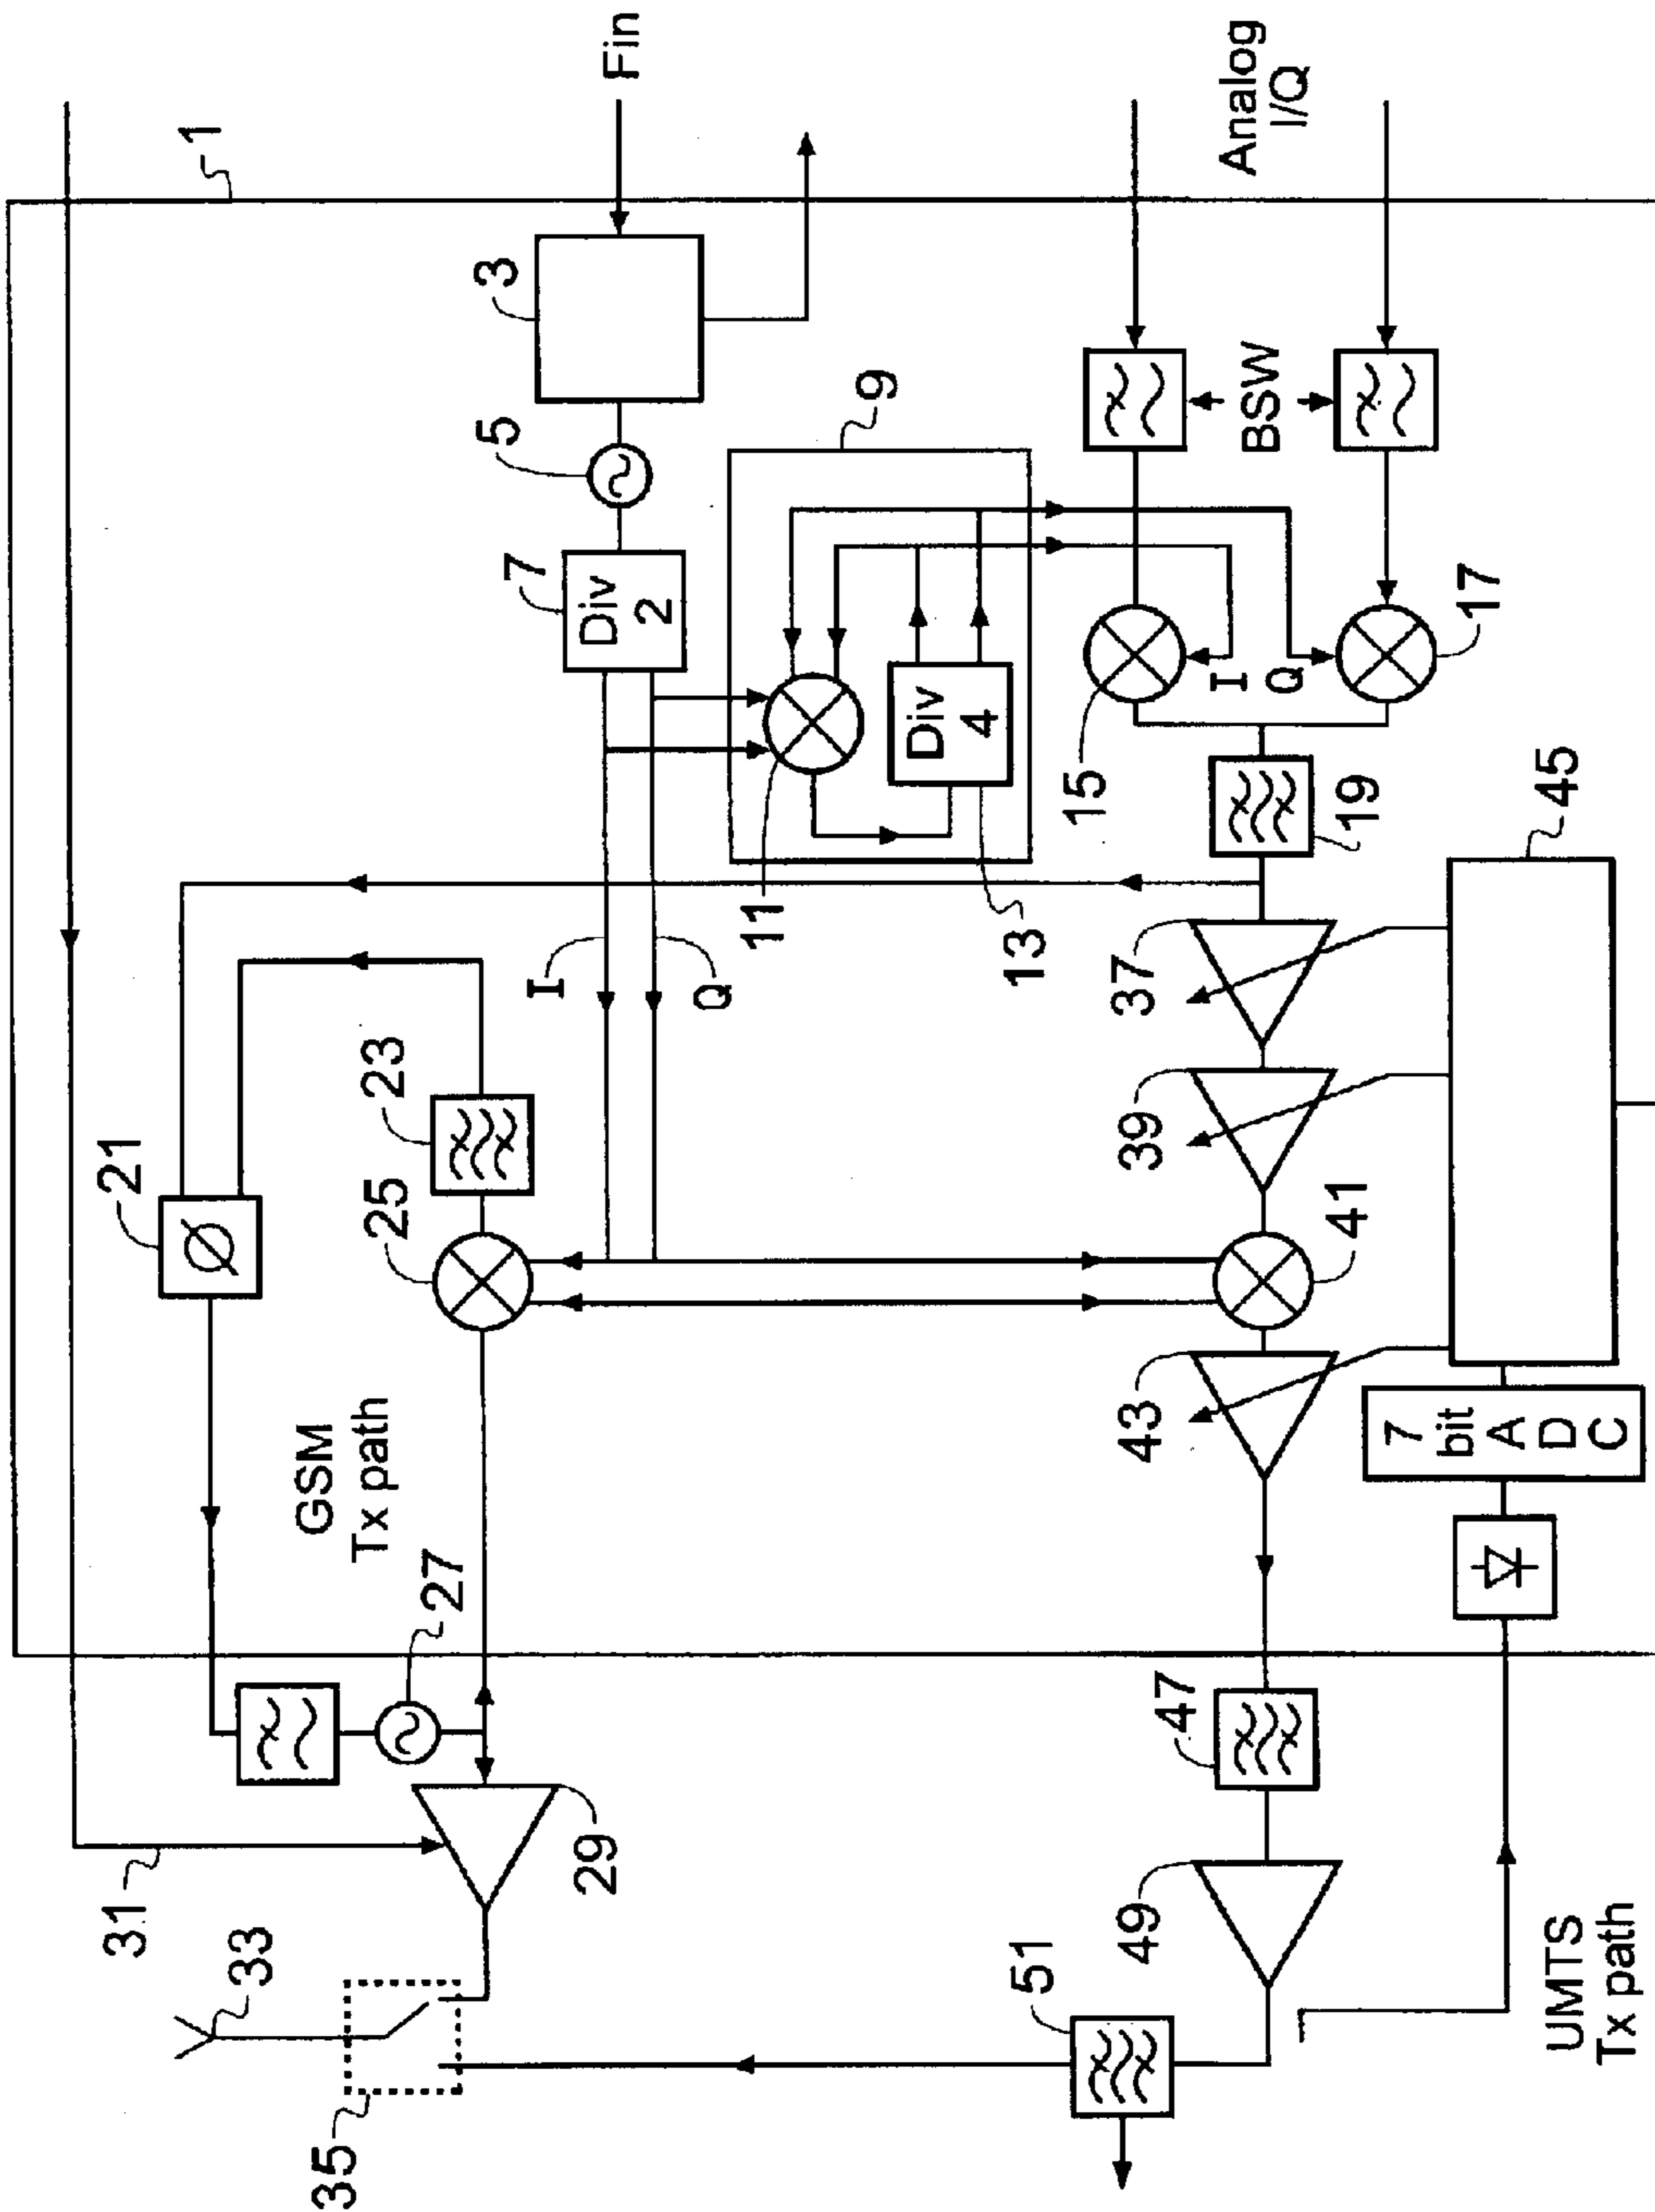 1
Fin
3
5
7
Div
2
9
Analog
I/Q
BSW
11
Div
4
13
I
Q
15
17
19
I
Q
21
23
25
GSM
Tx path
27
29
31
33
35
37
39
41
43
45
7
bit
A
D
C
47
49
51
UMTS
Tx path